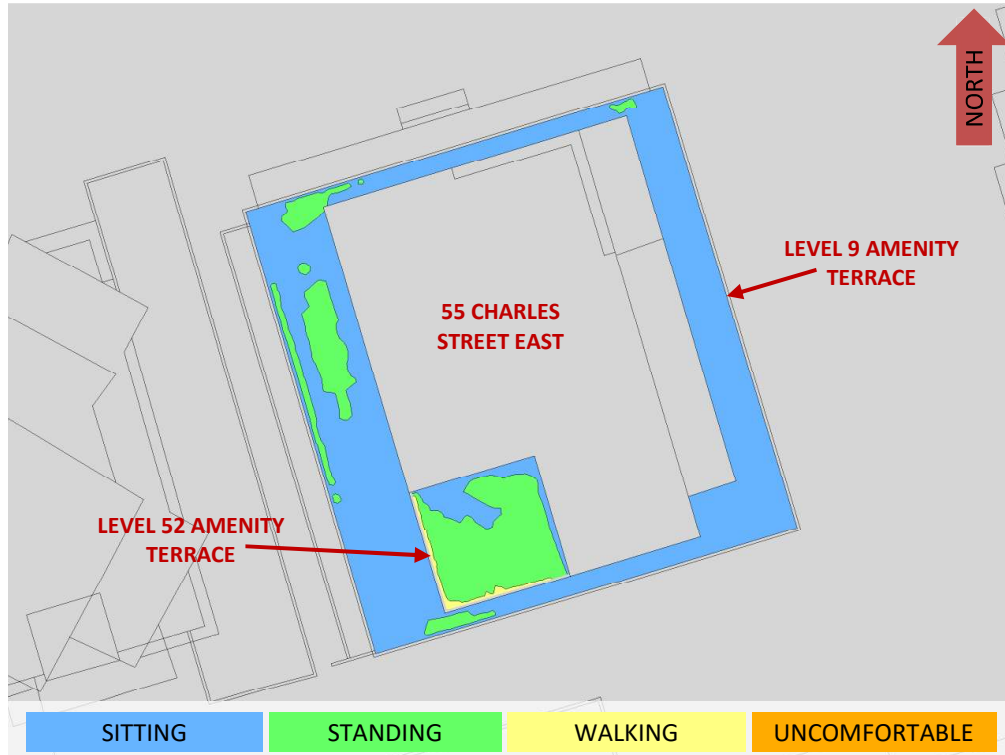 NORTH
LEVEL 9 AMENITY
TERRACE
55 CHARLES
STREET EAST
LEVEL 52 AMENITY
TERRACE
SITTING
STANDING
WALKING
UNCOMFORTABLE